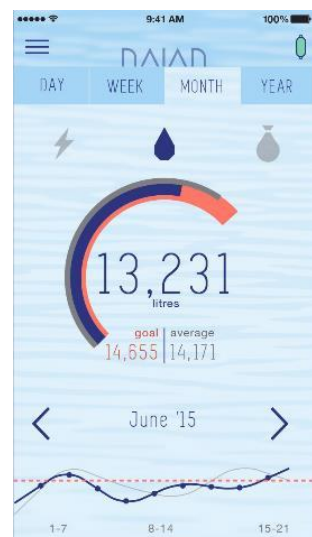 9:41 AM 100%
NAIAD
DAY WEEK MONTH YEAR
13,231
litres
goal average
14,655 14,171
June '15
1-7 8-14 15-21